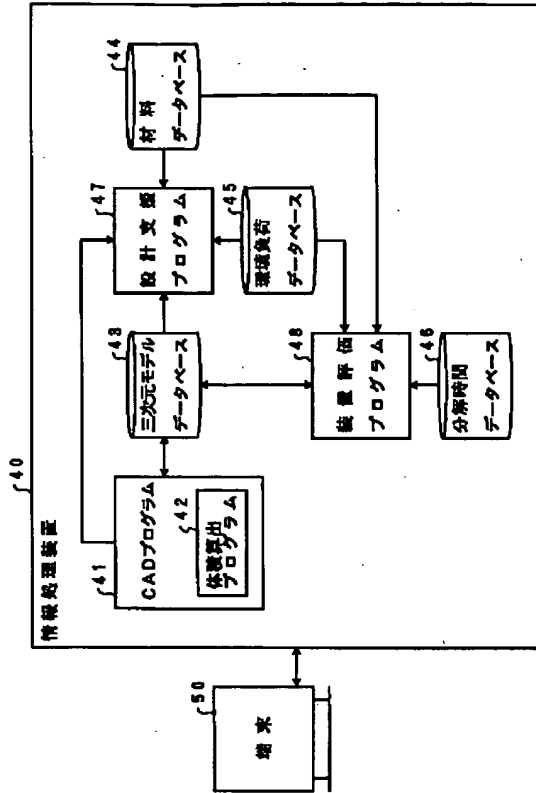 40
情報処理装置
41
CADプログラム
42
体積算出
プログラム
43
三次元モデル
データベース
47
設計支援
プログラム
44
材料
データベース
45
環境負荷
データベース
48
装置評価
プログラム
46
分解時間
データベース
50
端末